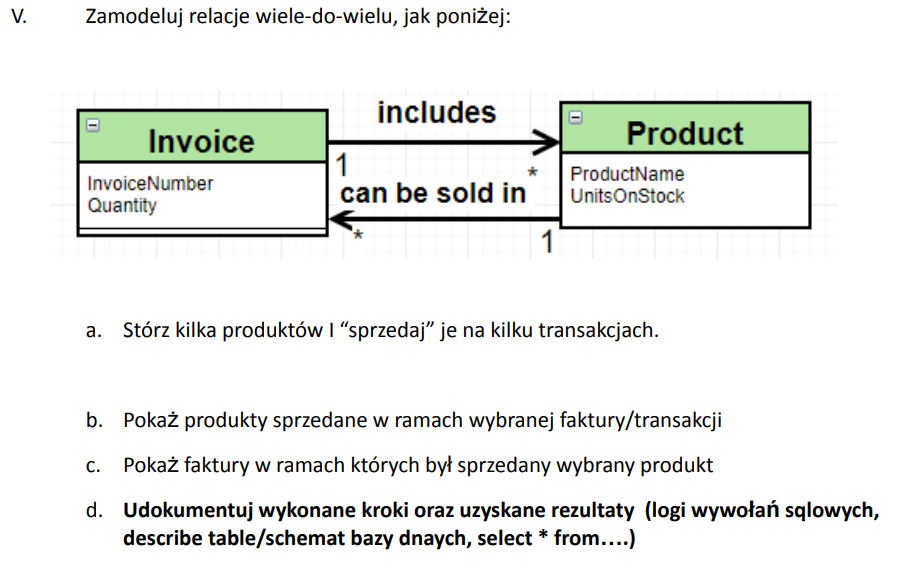 V. Zamodeluj relacje wiele-do-wielu, jak poniżej:
includes
Invoice
Product
InvoiceNumber
Quantity
1
*
ProductName
UnitsOnStock
can be sold in
*
1
a. Stórz kilka produktów I “sprzedaj” je na kilku transakcjach.
b. Pokaż produkty sprzedane w ramach wybranej faktury/transakcji
c. Pokaż faktury w ramach których był sprzedany wybrany produkt
d. Udokumentuj wykonane kroki oraz uzyskane rezultaty (logi wywołań sqlowych,
describe table/schemat bazy dnaych, select * from….)